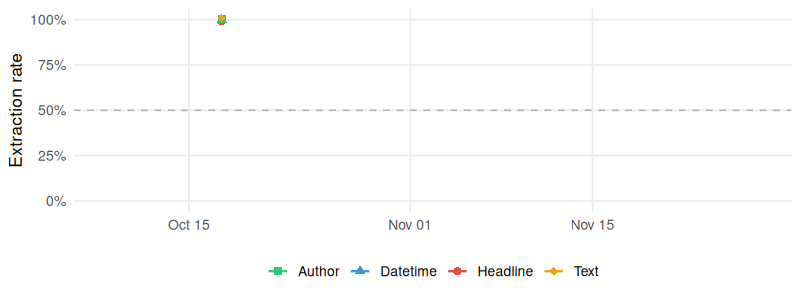 Extraction rate
100%
75%
50%
25%
0%
Oct 15 Nov 01 Nov 15
Author Datetime Headline Text